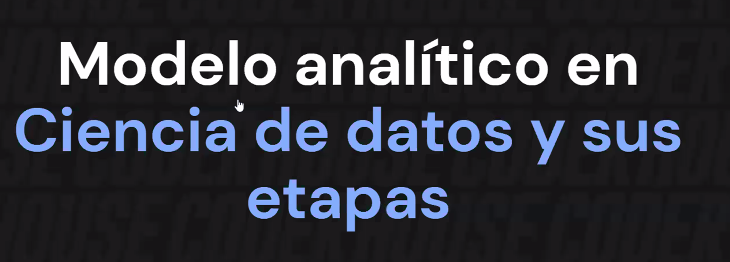 Modelo analítico en
Ciencia de datos y sus
etapas